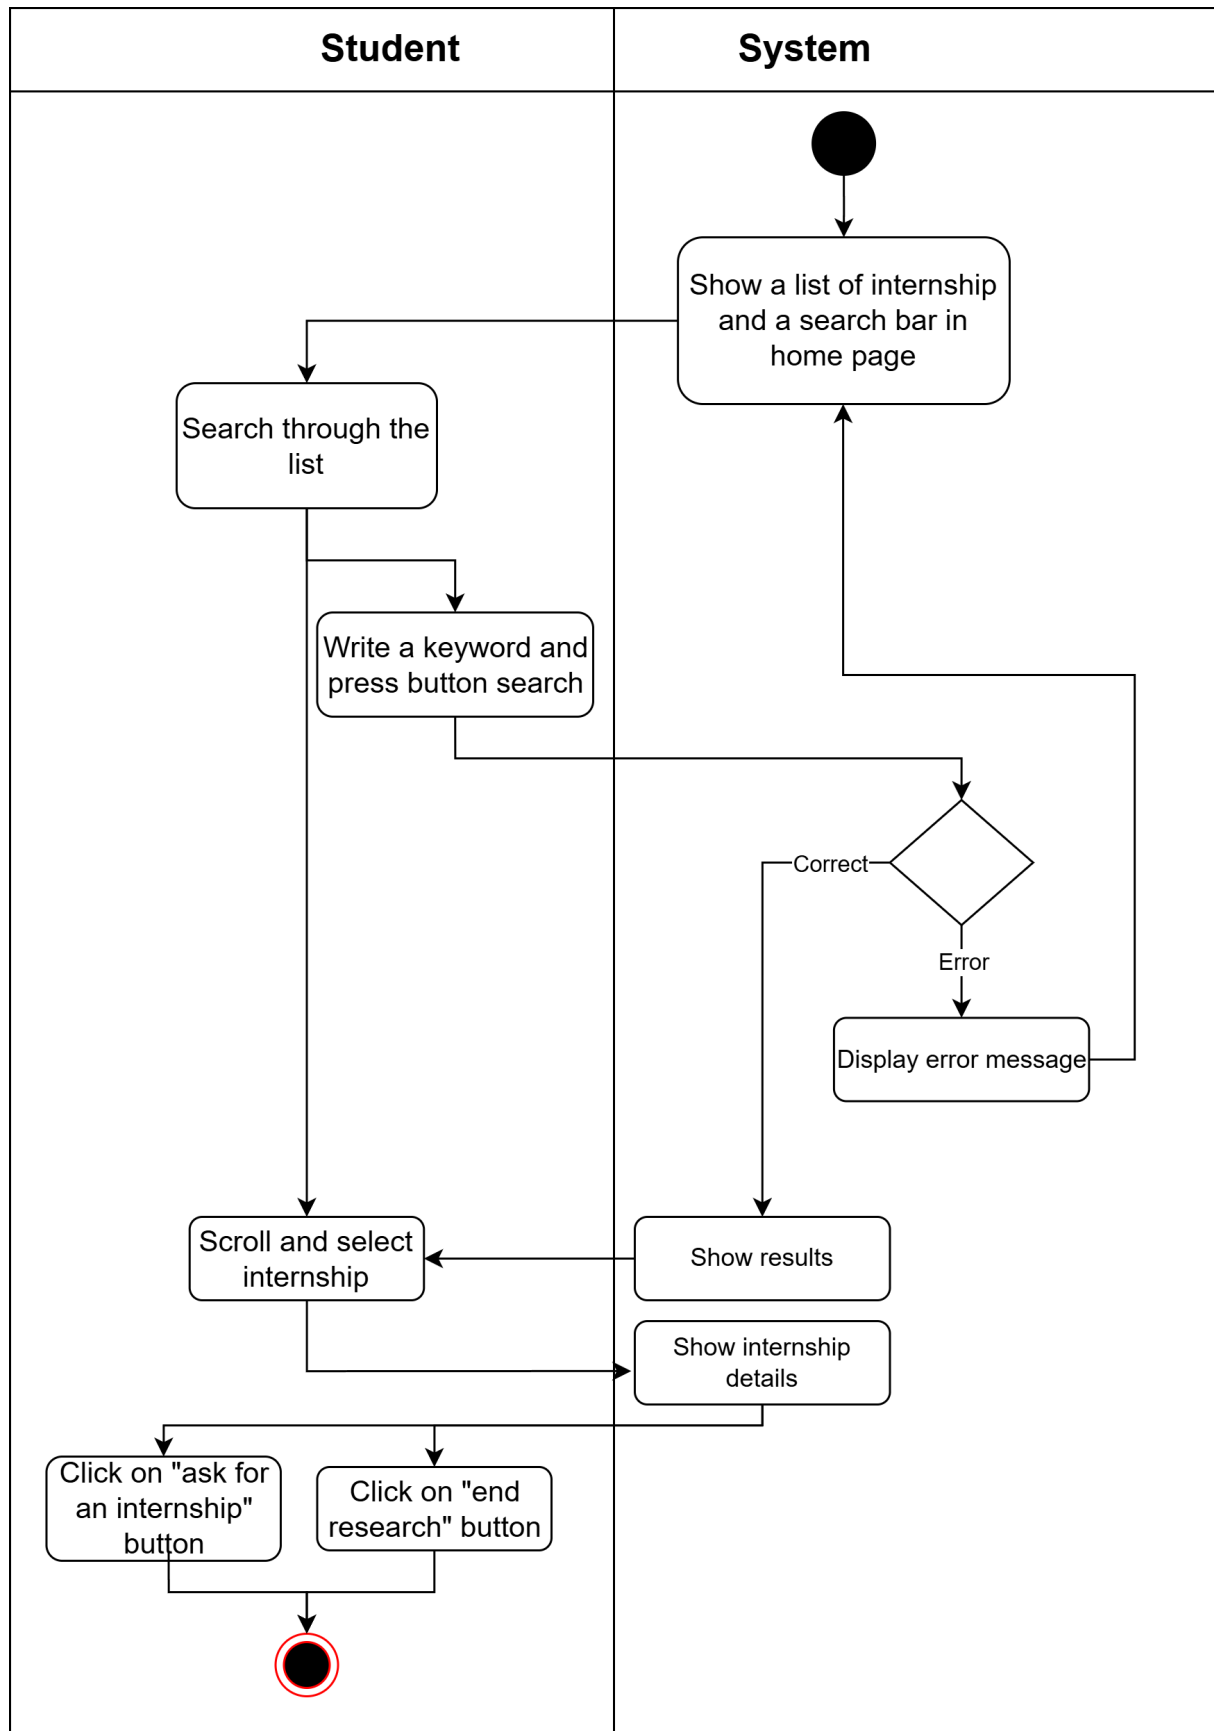 Student
System
Show a list of internship
and a search bar in
home page
Search through the
list
Write a keyword and
press button search
Correct
Error
Display error message
Scroll and select
internship
Show results
Show internship
details
Click on "ask for
an internship"
button
Click on "end
research" button